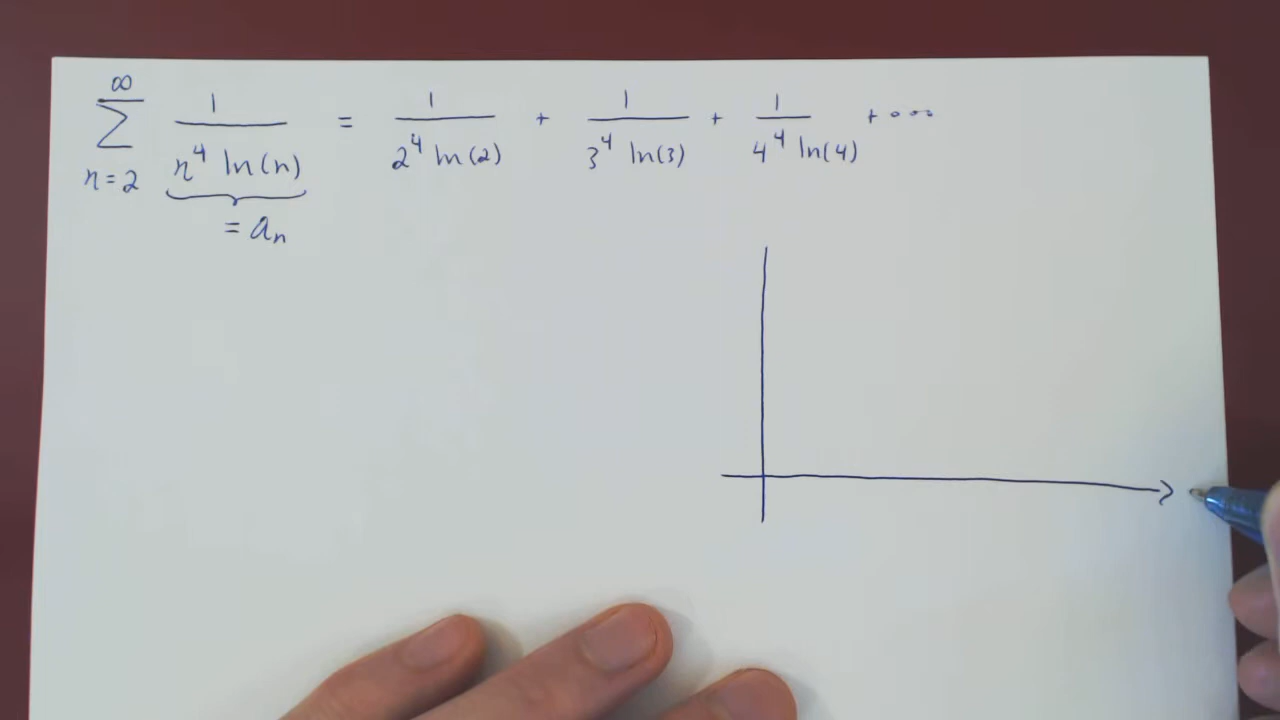 ∞
∑ 1/(n⁴ ln(n)) = 1/(2⁴ ln(2)) + 1/(3⁴ ln(3)) + 1/(4⁴ ln(4)) + ...
n=2
= aₙ